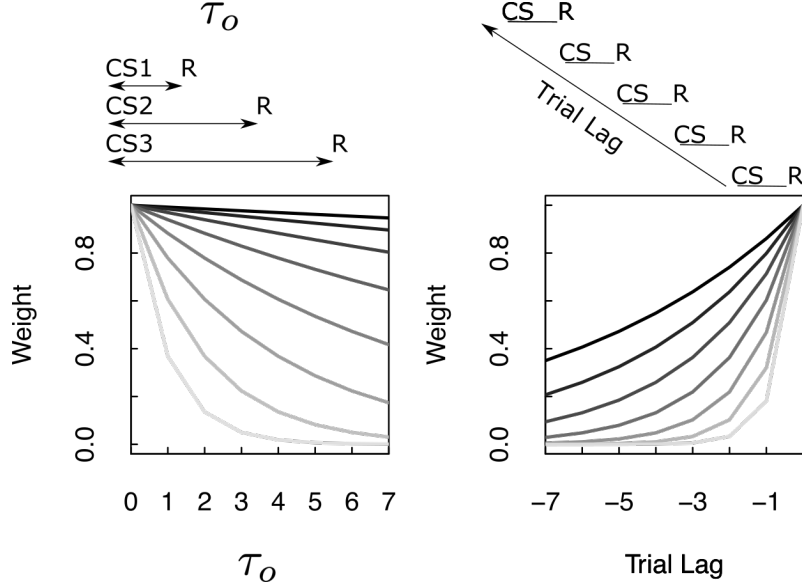 τo
CS1 R
CS2 R
CS3 R
CS R
CS R
CS R
CS R
CS R
Trial Lag
Weight
0.0 0.4 0.8
0 1 2 3 4 5 6 7
τo
Weight
0.0 0.4 0.8
−7 −5 −3 −1
Trial Lag